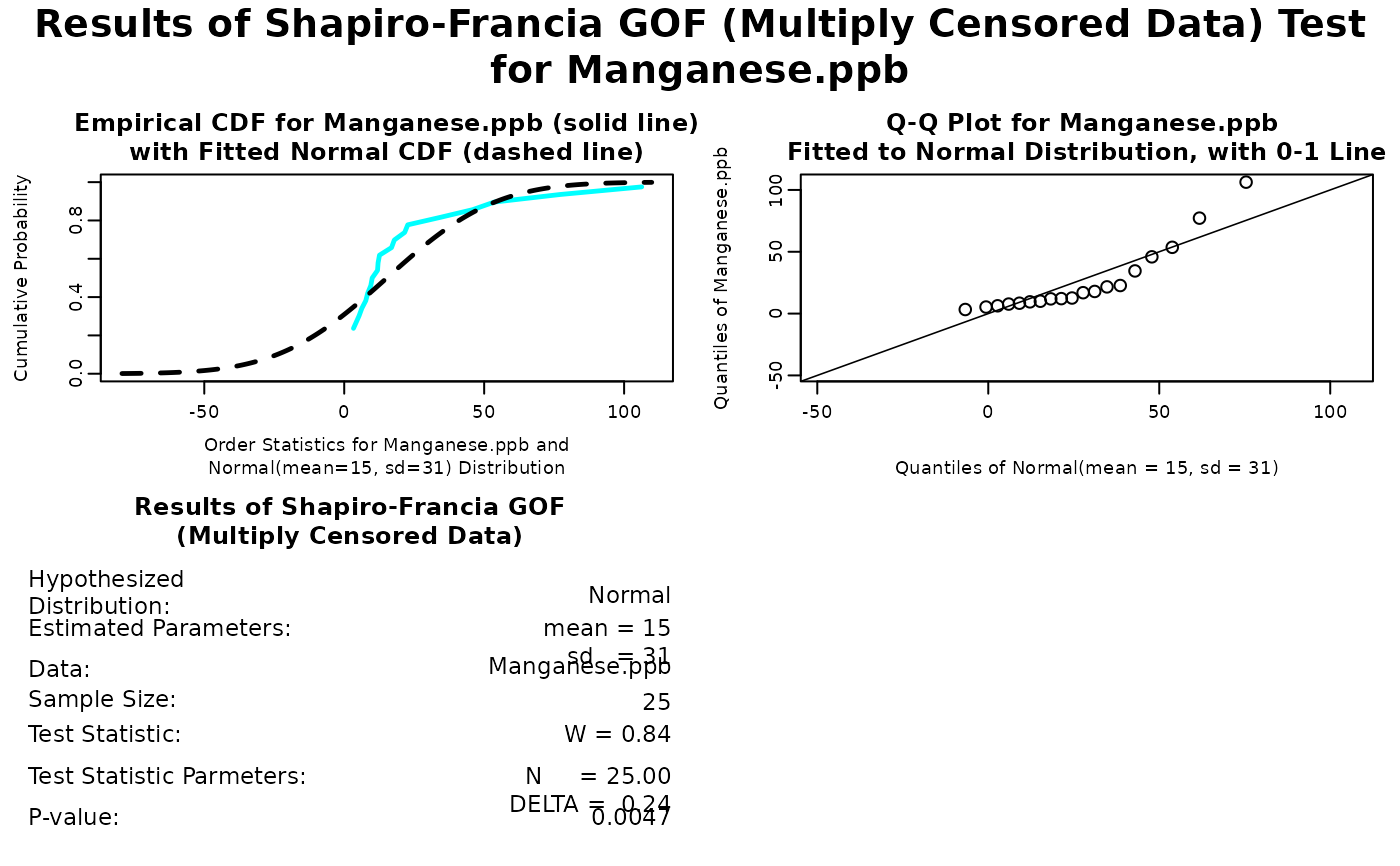 Results of Shapiro-Francia GOF (Multiply Censored Data) Test
for Manganese.ppb
Empirical CDF for Manganese.ppb (solid line)
with Fitted Normal CDF (dashed line)
Cumulative Probability
0.0
0.4
0.8
-50
0
50
100
Order Statistics for Manganese.ppb and
Normal(mean=15, sd=31) Distribution
Q-Q Plot for Manganese.ppb
Fitted to Normal Distribution, with 0-1 Line
Quantiles of Manganese.ppb
-50
0
50
100
-50
0
50
100
Quantiles of Normal(mean = 15, sd = 31)
Results of Shapiro-Francia GOF
(Multiply Censored Data)
Hypothesized
Distribution:
Normal
Estimated Parameters:
mean = 15
sd = 31
Data:
Manganese.ppb
Sample Size:
25
Test Statistic:
W = 0.84
Test Statistic Parmeters:
N = 25.00
DELTA = 0.24
P-value:
0.0047